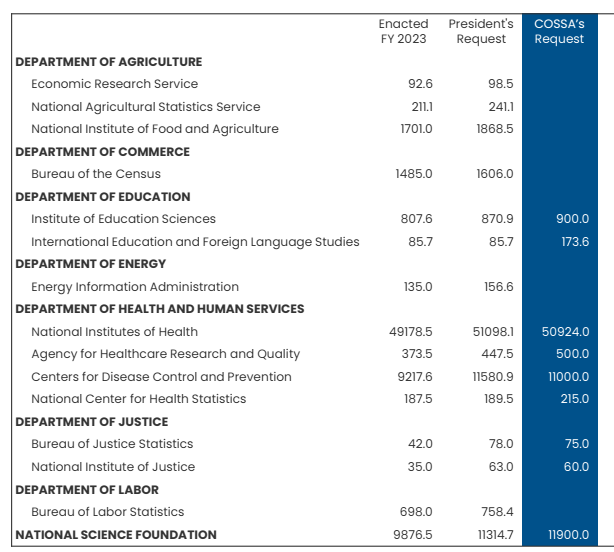 Enacted President's COSSA's
FY 2023 Request Request
DEPARTMENT OF AGRICULTURE
Economic Research Service 92.6 98.5
National Agricultural Statistics Service 211.1 241.1
National Institute of Food and Agriculture 1701.0 1868.5
DEPARTMENT OF COMMERCE
Bureau of the Census 1485.0 1606.0
DEPARTMENT OF EDUCATION
Institute of Education Sciences 807.6 870.9 900.0
International Education and Foreign Language Studies 85.7 85.7 173.6
DEPARTMENT OF ENERGY
Energy Information Administration 135.0 156.6
DEPARTMENT OF HEALTH AND HUMAN SERVICES
National Institutes of Health 49178.5 51098.1 50924.0
Agency for Healthcare Research and Quality 373.5 447.5 500.0
Centers for Disease Control and Prevention 9217.6 11580.9 11000.0
National Center for Health Statistics 187.5 189.5 215.0
DEPARTMENT OF JUSTICE
Bureau of Justice Statistics 42.0 78.0 75.0
National Institute of Justice 35.0 63.0 60.0
DEPARTMENT OF LABOR
Bureau of Labor Statistics 698.0 758.4
NATIONAL SCIENCE FOUNDATION 9876.5 11314.7 11900.0